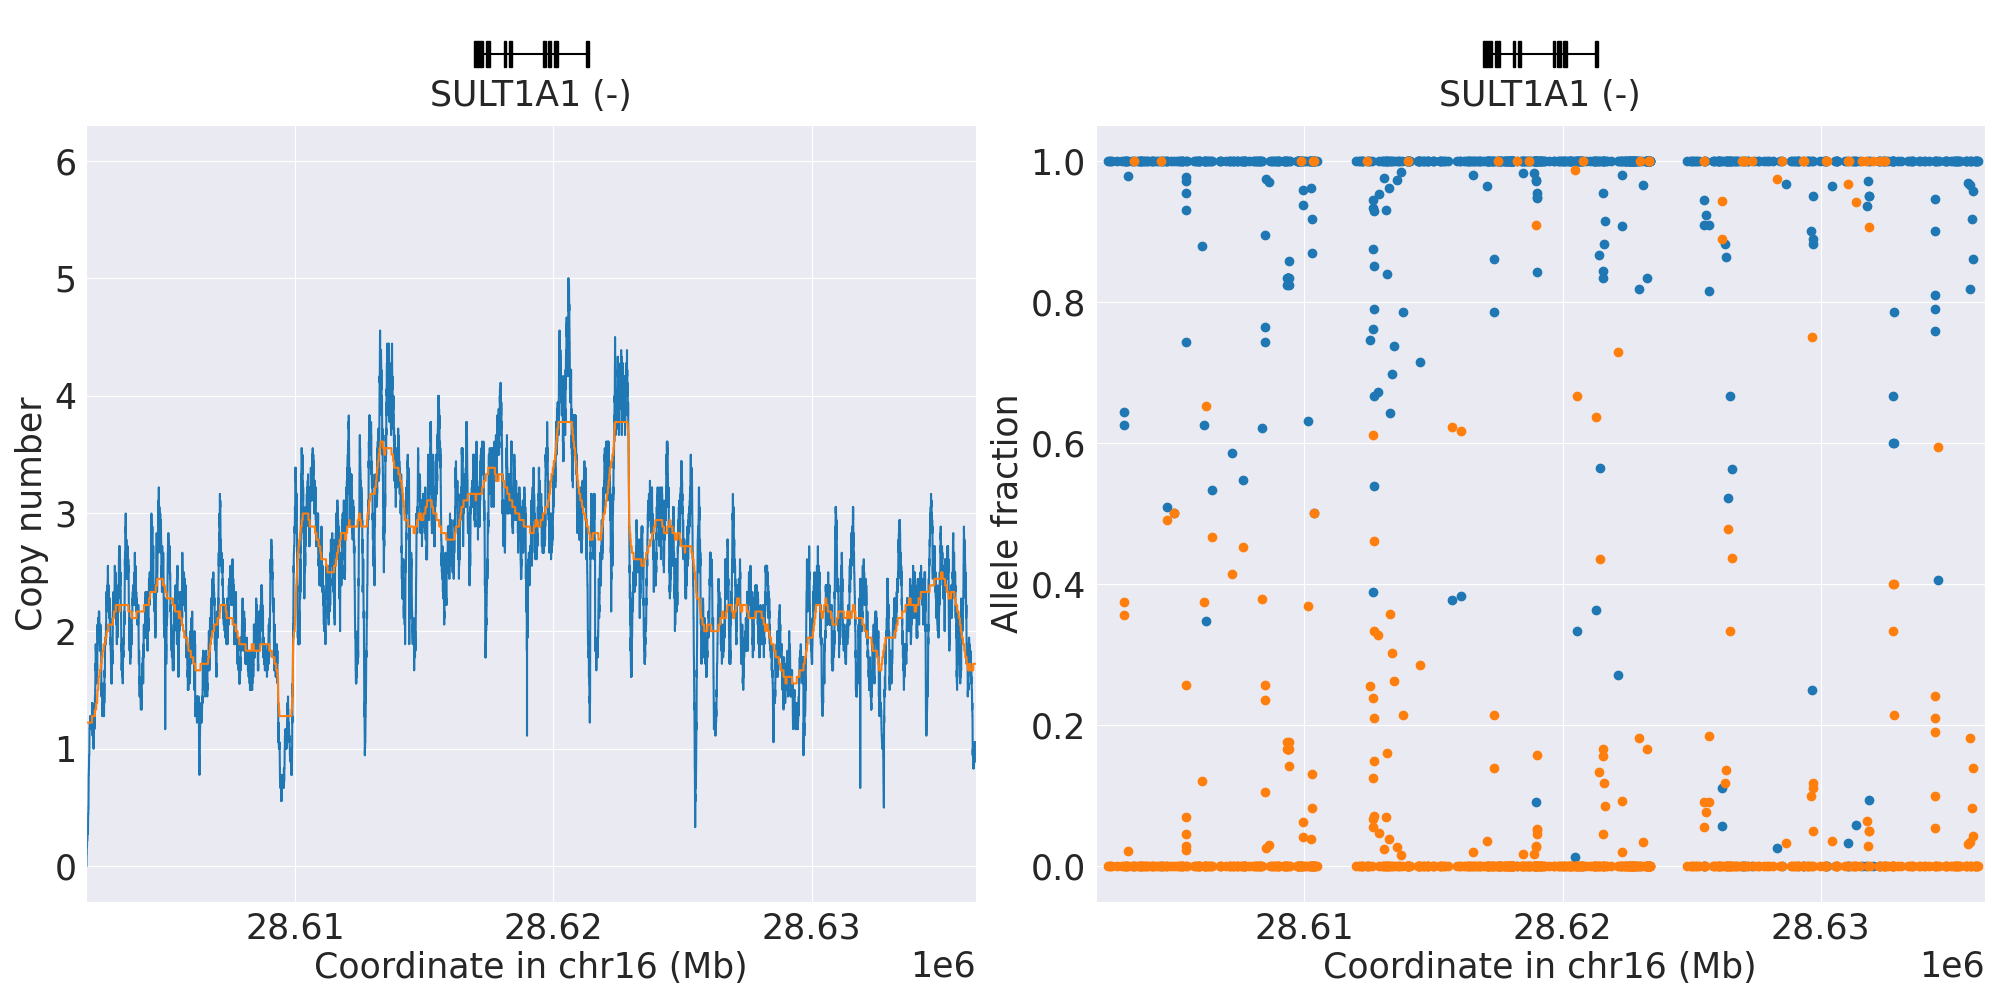 SULT1A1 (-)
Copy number
6
5
4
3
2
1
0
28.61
28.62
28.63
Coordinate in chr16 (Mb)
1e6
SULT1A1 (-)
Allele fraction
1.0
0.8
0.6
0.4
0.2
0.0
28.61
28.62
28.63
Coordinate in chr16 (Mb)
1e6